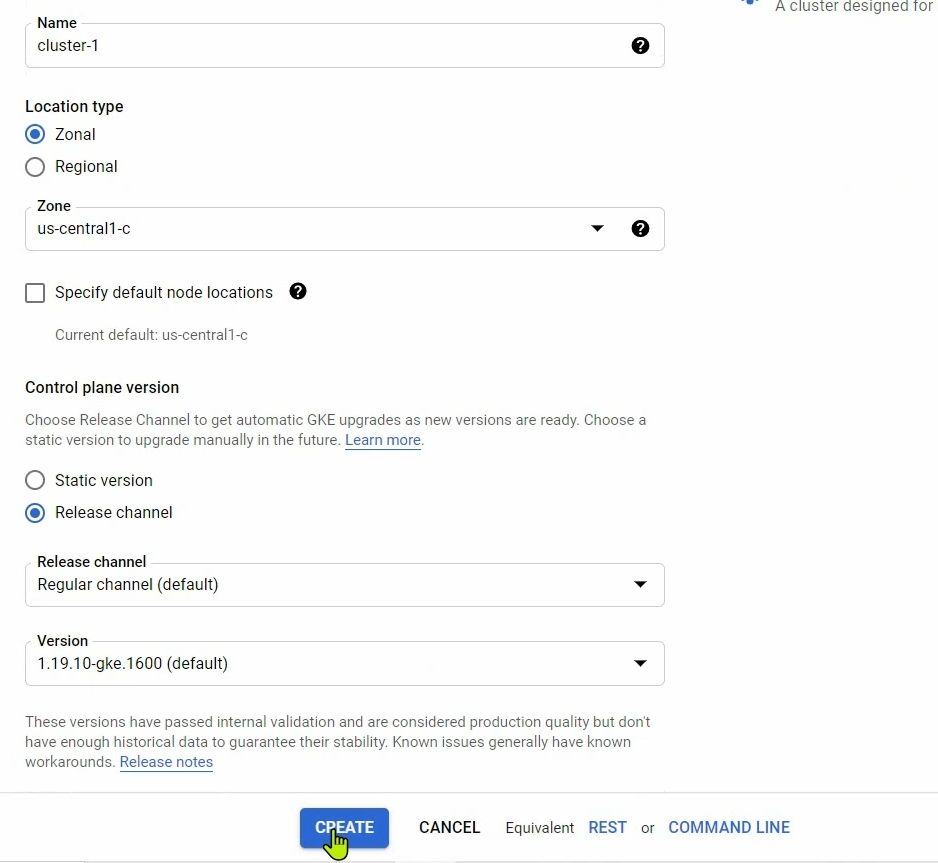 A cluster designed for
Name
cluster-1
Location type
Zonal
Regional
Zone
us-central1-c
Specify default node locations
Current default: us-central1-c
Control plane version
Choose Release Channel to get automatic GKE upgrades as new versions are ready. Choose a
static version to upgrade manually in the future. Learn more.
Static version
Release channel
Release channel
Regular channel (default)
Version
1.19.10-gke.1600 (default)
These versions have passed internal validation and are considered production quality but don't
have enough historical data to guarantee their stability. Known issues generally have known
workarounds. Release notes
CREATE CANCEL Equivalent REST or COMMAND LINE